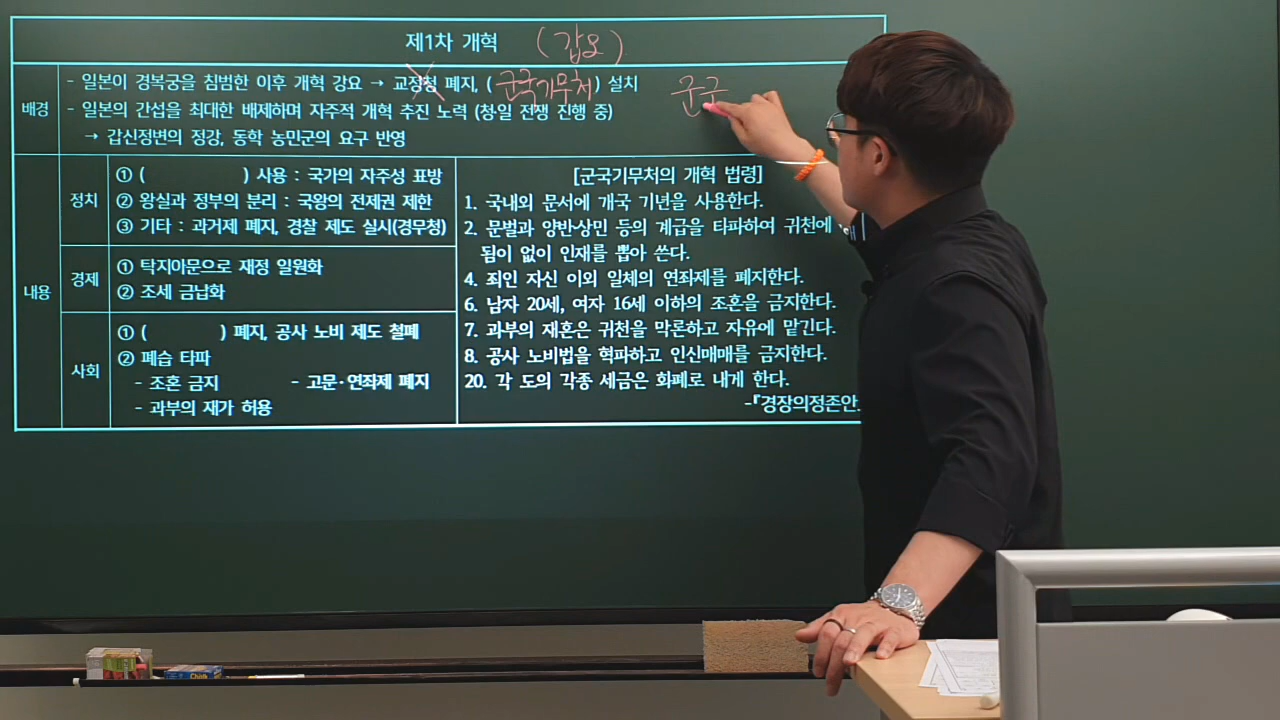 제1차 개혁 (갑오)
배경
- 일본이 경복궁을 침범한 이후 개혁 강요 → 교정청 폐지, (군국기무처) 설치
군구
- 일본의 간섭을 최대한 배제하며 자주적 개혁 추진 노력 (청일 전쟁 진행 중)
→ 갑신정변의 정강, 동학 농민군의 요구 반영
내용
정치
① ( ) 사용 : 국가의 자주성 표방
② 왕실과 정부의 분리 : 국왕의 전제권 제한
③ 기타 : 과거제 폐지, 경찰 제도 실시(경무청)
경제
① 탁지아문으로 재정 일원화
② 조세 금납화
사회
① ( ) 폐지, 공사 노비 제도 철폐
② 폐습 타파
- 조혼 금지 - 고문·연좌제 폐지
- 과부의 재가 허용
[군국기무처의 개혁 법령]
1. 국내외 문서에 개국 기년을 사용한다.
2. 문벌과 양반·상민 등의 계급을 타파하여 귀천에
됨이 없이 인재를 뽑아 쓴다.
4. 죄인 자신 이외 일체의 연좌제를 폐지한다.
6. 남자 20세, 여자 16세 이하의 조혼을 금지한다.
7. 과부의 재혼은 귀천을 막론하고 자유에 맡긴다.
8. 공사 노비법을 혁파하고 인신매매를 금지한다.
20. 각 도의 각종 세금은 화폐로 내게 한다.
-『경장의정존안
Chalk